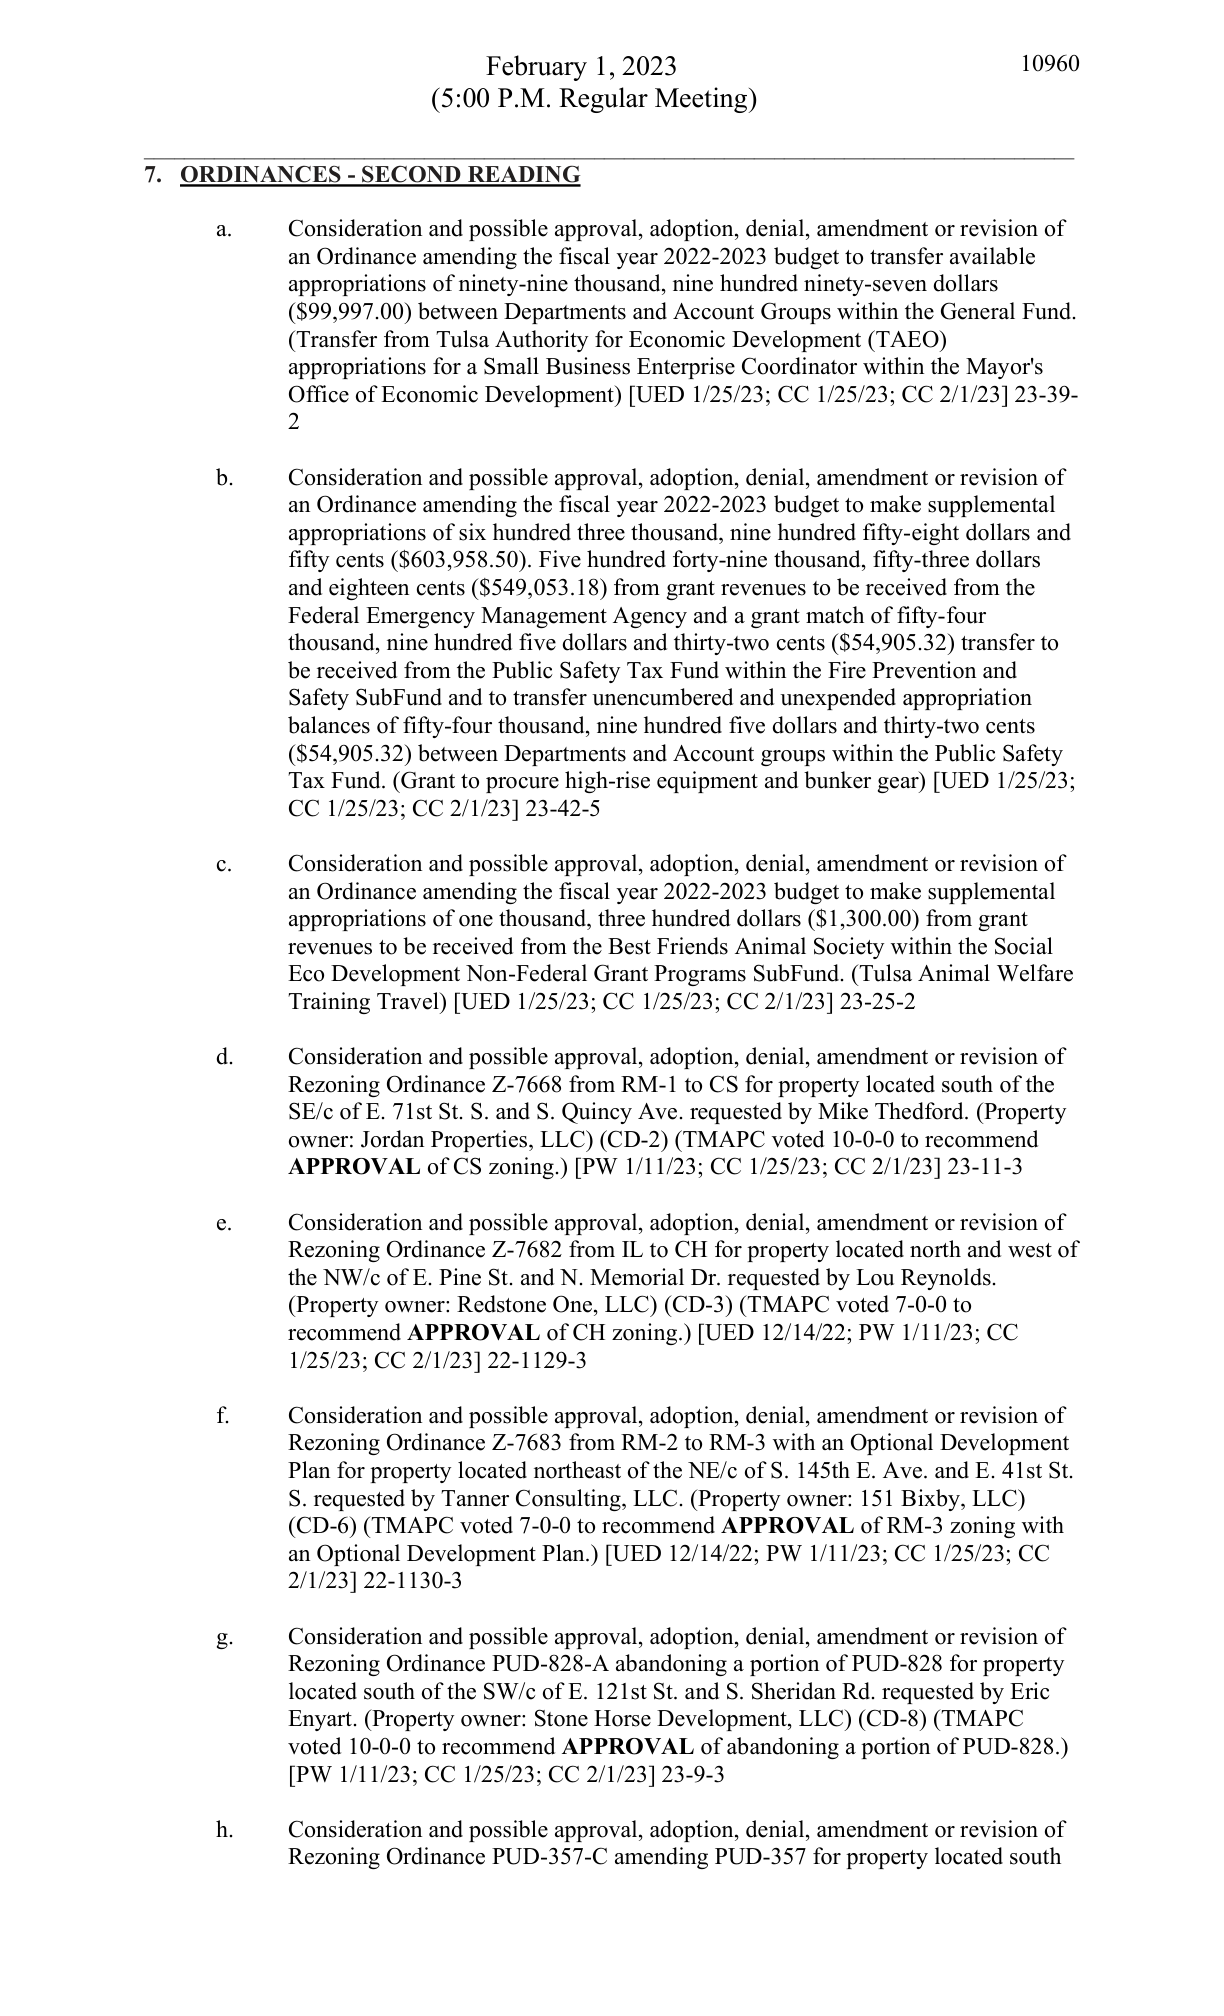 February 1, 2023
10960
(5:00 P.M. Regular Meeting)
7. ORDINANCES - SECOND READING
a. Consideration and possible approval, adoption, denial, amendment or revision of
an Ordinance amending the fiscal year 2022-2023 budget to transfer available
appropriations of ninety-nine thousand, nine hundred ninety-seven dollars
($99,997.00) between Departments and Account Groups within the General Fund.
(Transfer from Tulsa Authority for Economic Development (TAEO)
appropriations for a Small Business Enterprise Coordinator within the Mayor's
Office of Economic Development) [UED 1/25/23; CC 1/25/23; CC 2/1/23] 23-39-
2
b. Consideration and possible approval, adoption, denial, amendment or revision of
an Ordinance amending the fiscal year 2022-2023 budget to make supplemental
appropriations of six hundred three thousand, nine hundred fifty-eight dollars and
fifty cents ($603,958.50). Five hundred forty-nine thousand, fifty-three dollars
and eighteen cents ($549,053.18) from grant revenues to be received from the
Federal Emergency Management Agency and a grant match of fifty-four
thousand, nine hundred five dollars and thirty-two cents ($54,905.32) transfer to
be received from the Public Safety Tax Fund within the Fire Prevention and
Safety SubFund and to transfer unencumbered and unexpended appropriation
balances of fifty-four thousand, nine hundred five dollars and thirty-two cents
($54,905.32) between Departments and Account groups within the Public Safety
Tax Fund. (Grant to procure high-rise equipment and bunker gear) [UED 1/25/23;
CC 1/25/23; CC 2/1/23] 23-42-5
c. Consideration and possible approval, adoption, denial, amendment or revision of
an Ordinance amending the fiscal year 2022-2023 budget to make supplemental
appropriations of one thousand, three hundred dollars ($1,300.00) from grant
revenues to be received from the Best Friends Animal Society within the Social
Eco Development Non-Federal Grant Programs SubFund. (Tulsa Animal Welfare
Training Travel) [UED 1/25/23; CC 1/25/23; CC 2/1/23] 23-25-2
d. Consideration and possible approval, adoption, denial, amendment or revision of
Rezoning Ordinance Z-7668 from RM-1 to CS for property located south of the
SE/c of E. 71st St. S. and S. Quincy Ave. requested by Mike Thedford. (Property
owner: Jordan Properties, LLC) (CD-2) (TMAPC voted 10-0-0 to recommend
APPROVAL of CS zoning.) [PW 1/11/23; CC 1/25/23; CC 2/1/23] 23-11-3
e. Consideration and possible approval, adoption, denial, amendment or revision of
Rezoning Ordinance Z-7682 from IL to CH for property located north and west of
the NW/c of E. Pine St. and N. Memorial Dr. requested by Lou Reynolds.
(Property owner: Redstone One, LLC) (CD-3) (TMAPC voted 7-0-0 to
recommend APPROVAL of CH zoning.) [UED 12/14/22; PW 1/11/23; CC
1/25/23; CC 2/1/23] 22-1129-3
f. Consideration and possible approval, adoption, denial, amendment or revision of
Rezoning Ordinance Z-7683 from RM-2 to RM-3 with an Optional Development
Plan for property located northeast of the NE/c of S. 145th E. Ave. and E. 41st St.
S. requested by Tanner Consulting, LLC. (Property owner: 151 Bixby, LLC)
(CD-6) (TMAPC voted 7-0-0 to recommend APPROVAL of RM-3 zoning with
an Optional Development Plan.) [UED 12/14/22; PW 1/11/23; CC 1/25/23; CC
2/1/23] 22-1130-3
g. Consideration and possible approval, adoption, denial, amendment or revision of
Rezoning Ordinance PUD-828-A abandoning a portion of PUD-828 for property
located south of the SW/c of E. 121st St. and S. Sheridan Rd. requested by Eric
Enyart. (Property owner: Stone Horse Development, LLC) (CD-8) (TMAPC
voted 10-0-0 to recommend APPROVAL of abandoning a portion of PUD-828.)
[PW 1/11/23; CC 1/25/23; CC 2/1/23] 23-9-3
h. Consideration and possible approval, adoption, denial, amendment or revision of
Rezoning Ordinance PUD-357-C amending PUD-357 for property located south